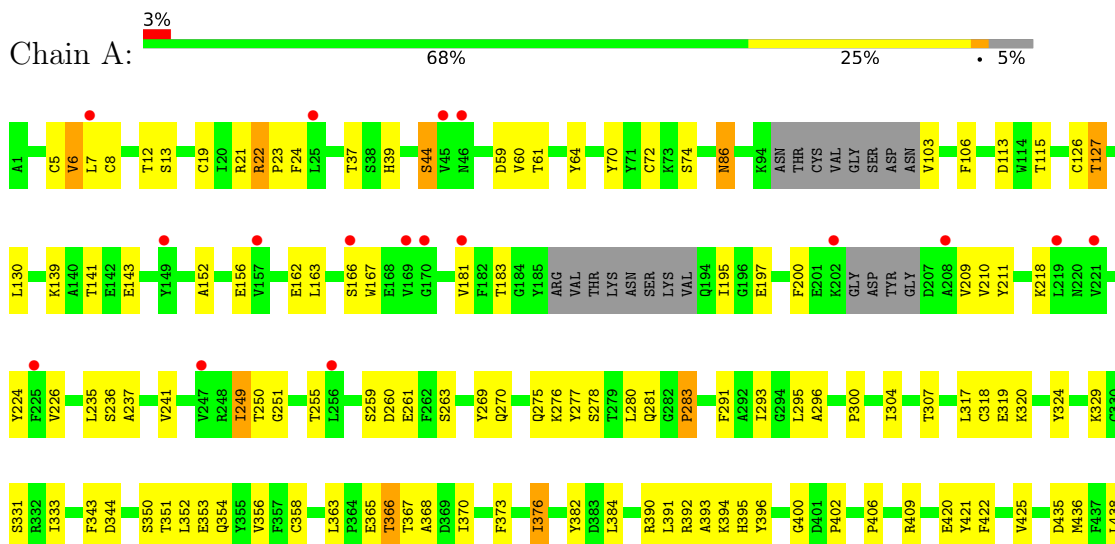 3%
Chain A:
68% 25% • 5%
A1 C5 V6 L7 C8 T12 S13 C19 I20 R21 R22 P23 F24 L25 T37 S38 H39 S44 V45 N46 D59 V60 T61 Y64 Y70 Y71 C72 K73 S74 N86 K94 ASN THR CYS VAL GLY SER ASP ASN V103 F106 D113 W114 T115 C126 T127
L130 K139 A140 T141 E142 E143 Y149 A152 E156 V157 E162 L163 S166 W167 E168 V169 G170 V181 F182 T183 G184 Y185 ARG VAL THR LYS ASN SER LYS VAL Q194 I195 G196 E197 F200 E201 K202 GLY ASP TYR GLY D207 A208 V209 V210 Y211 K218 L219 N220 V221
Y224 F225 V226 L235 S236 A237 V241 V247 R248 I249 T250 G251 T255 L256 S259 D260 E261 F262 S263 Y269 Q270 Q275 K276 Y277 S278 T279 L280 Q281 G282 P283 F291 A292 I293 G294 L295 A296 P300 I304 T307 L317 C318 E319 K320 Y324 K329 G330
S331 R332 I333 F343 D344 S350 T351 L352 E353 Q354 Y355 V356 F357 C358 L363 P364 E365 T366 T367 A368 D369 I370 F373 I376 Y382 D383 L384 R390 L391 R392 A393 K394 H395 Y396 G400 D401 P402 P406 R409 E420 Y421 F422 V425 D435 M436 F437 L438